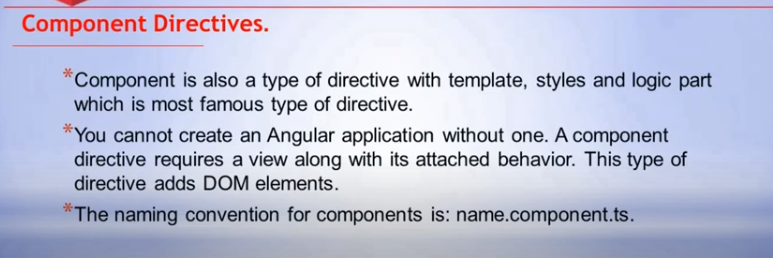 Component Directives.
*Component is also a type of directive with template, styles and logic part
which is most famous type of directive.
*You cannot create an Angular application without one. A component
directive requires a view along with its attached behavior. This type of
directive adds DOM elements.
*The naming convention for components is: name.component.ts.